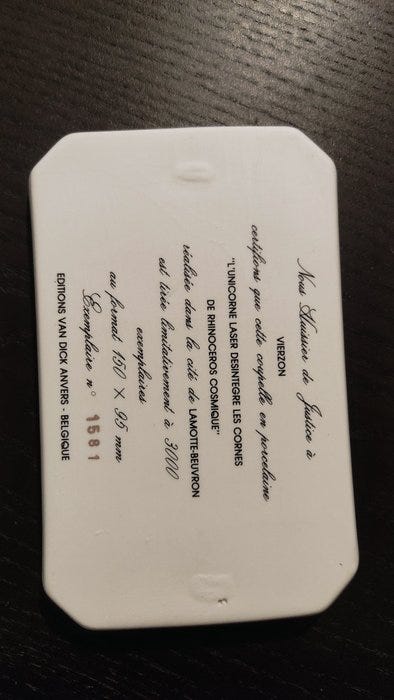 Nous Huissier de Justice à
VIERZON
certifions que cette coupelle en porcelaine
"L'UNICORNE LASER DESINTEGRE LES CORNES
DE RHINOCEROS COSMIQUE"
réalisée dans la cité de LAMOTTE-BEUVRON
est tirée limitativement à 3000
exemplaires
au format 150 X 95 mm
Exemplaire n° 1581
EDITIONS VAN DICK ANVERS - BELGIQUE